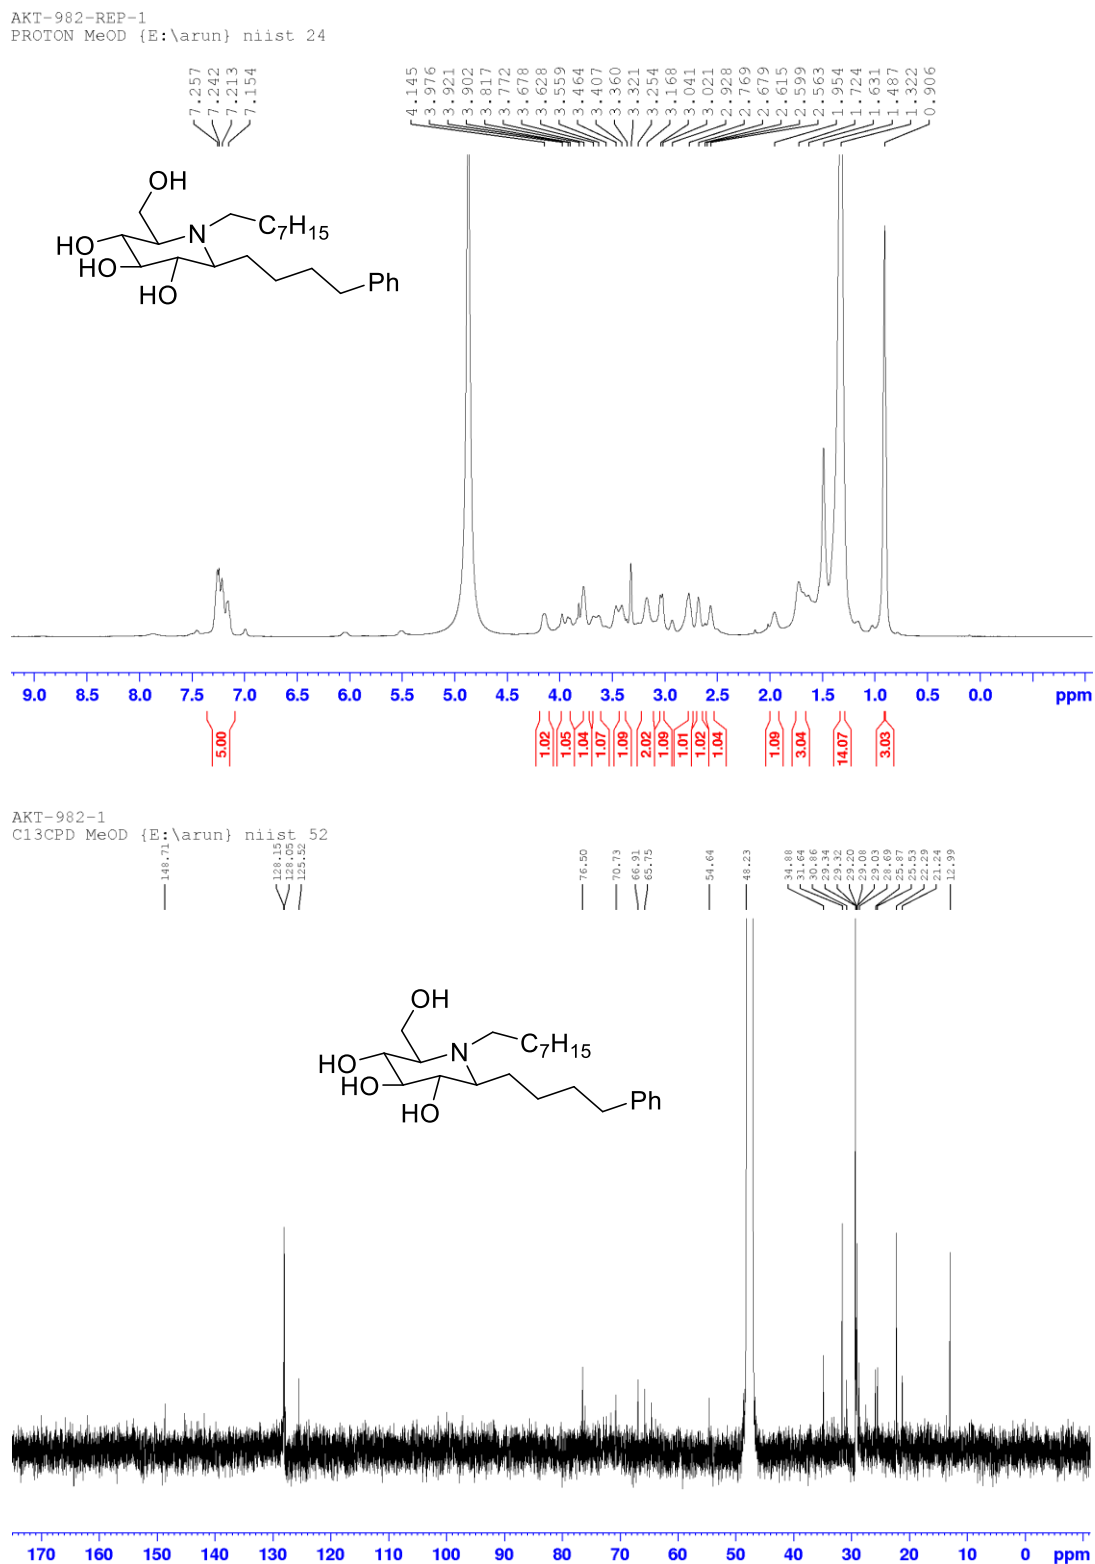 AKT-982-REP-1
PROTON MeOD {E:\arun} niist 24
7.257 7.242 7.213 7.154 4.145 3.976 3.921 3.902 3.817 3.772 3.678 3.628 3.559 3.464 3.407 3.360 3.321 3.254 3.168 3.041 3.021 2.928 2.769 2.679 2.615 2.599 2.563 1.954 1.724 1.631 1.487 1.322 0.906
OH
N C7H15
HO
HO
HO Ph
9.0 8.5 8.0 7.5 7.0 6.5 6.0 5.5 5.0 4.5 4.0 3.5 3.0 2.5 2.0 1.5 1.0 0.5 0.0 ppm
5.00 1.02 1.05 1.04 1.07 1.09 2.02 1.09 1.01 1.02 1.04 1.09 3.04 14.07 3.03
AKT-982-1
C13CPD MeOD {E:\arun} niist 52
148.71 128.15 128.05 125.52 76.50 70.73 66.91 65.75 54.64 48.23 34.88 31.64 30.86 29.34 29.32 29.20 29.08 29.03 28.69 25.87 25.53 22.29 21.24 12.99
OH
N C7H15
HO
HO
HO Ph
170 160 150 140 130 120 110 100 90 80 70 60 50 40 30 20 10 0 ppm